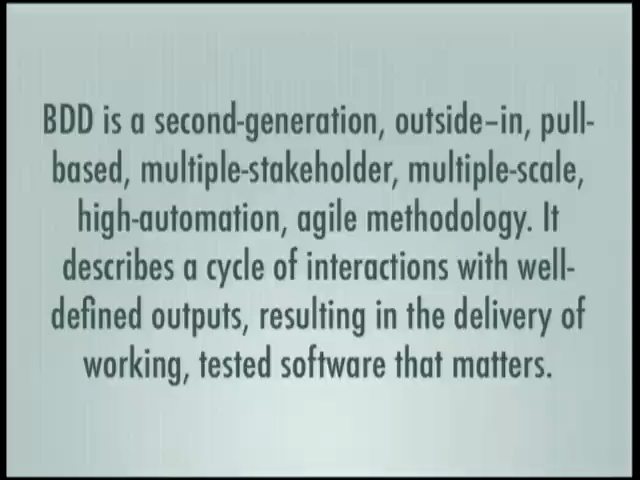 BDD is a second-generation, outside–in, pull-
based, multiple-stakeholder, multiple-scale,
high-automation, agile methodology. It
describes a cycle of interactions with well-
defined outputs, resulting in the delivery of
working, tested software that matters.